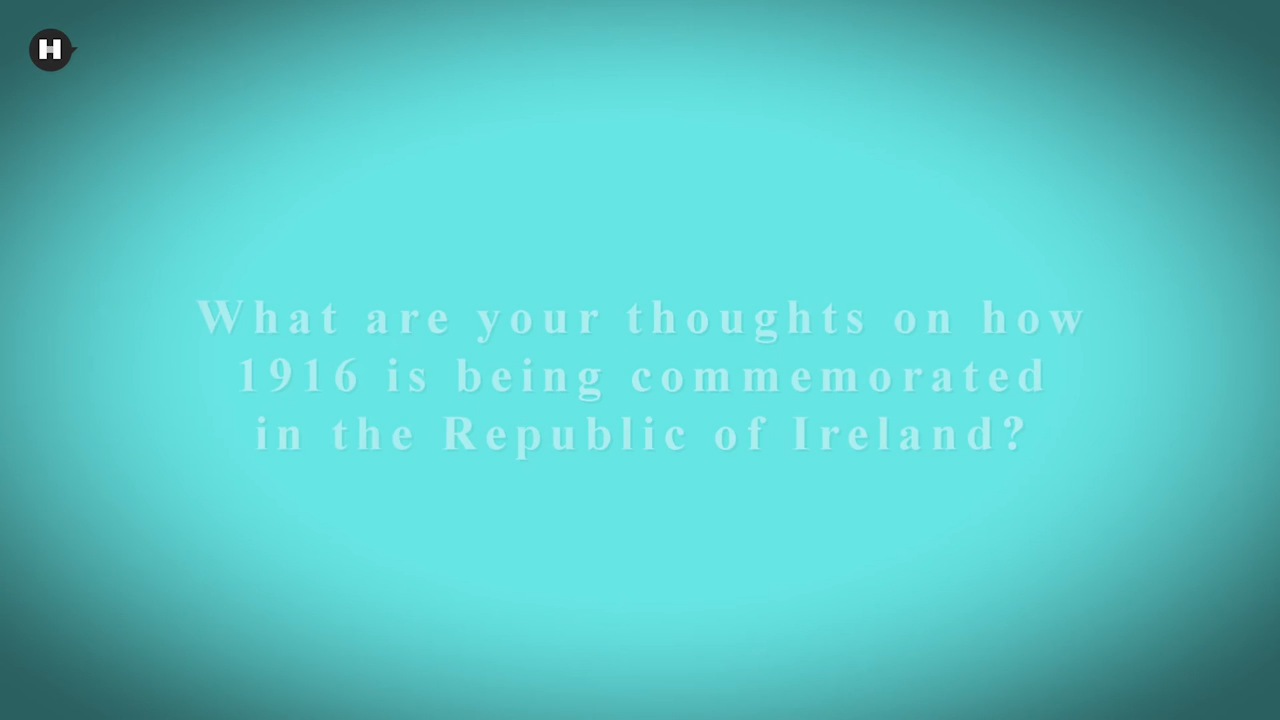 H
What are your thoughts on how
1916 is being commemorated
in the Republic of Ireland?